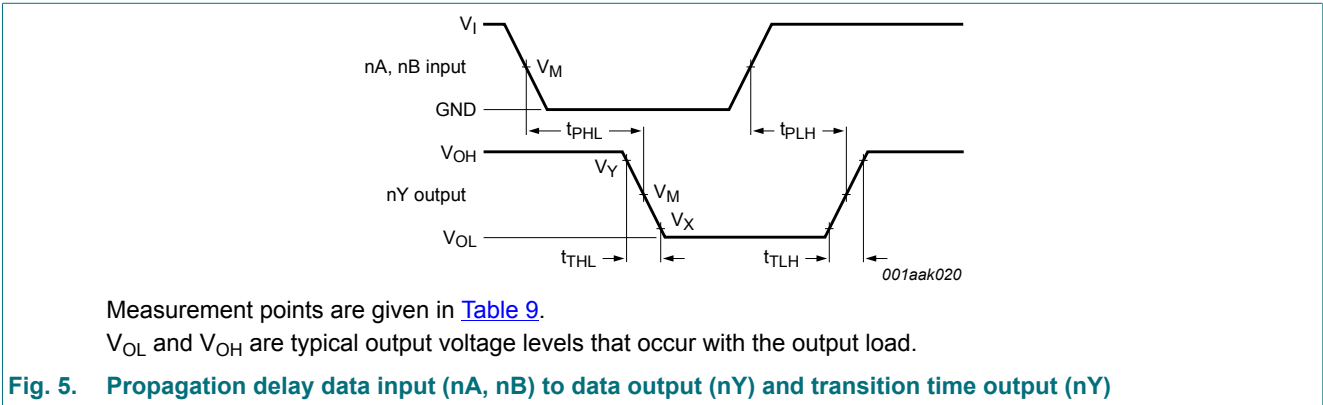 VI
nA, nB input
VM
GND
tPHL
tPLH
VOH
VY
nY output
VM
VX
VOL
tTHL
tTLH
001aak020
Measurement points are given in Table 9.
VOL and VOH are typical output voltage levels that occur with the output load.
Fig. 5. Propagation delay data input (nA, nB) to data output (nY) and transition time output (nY)